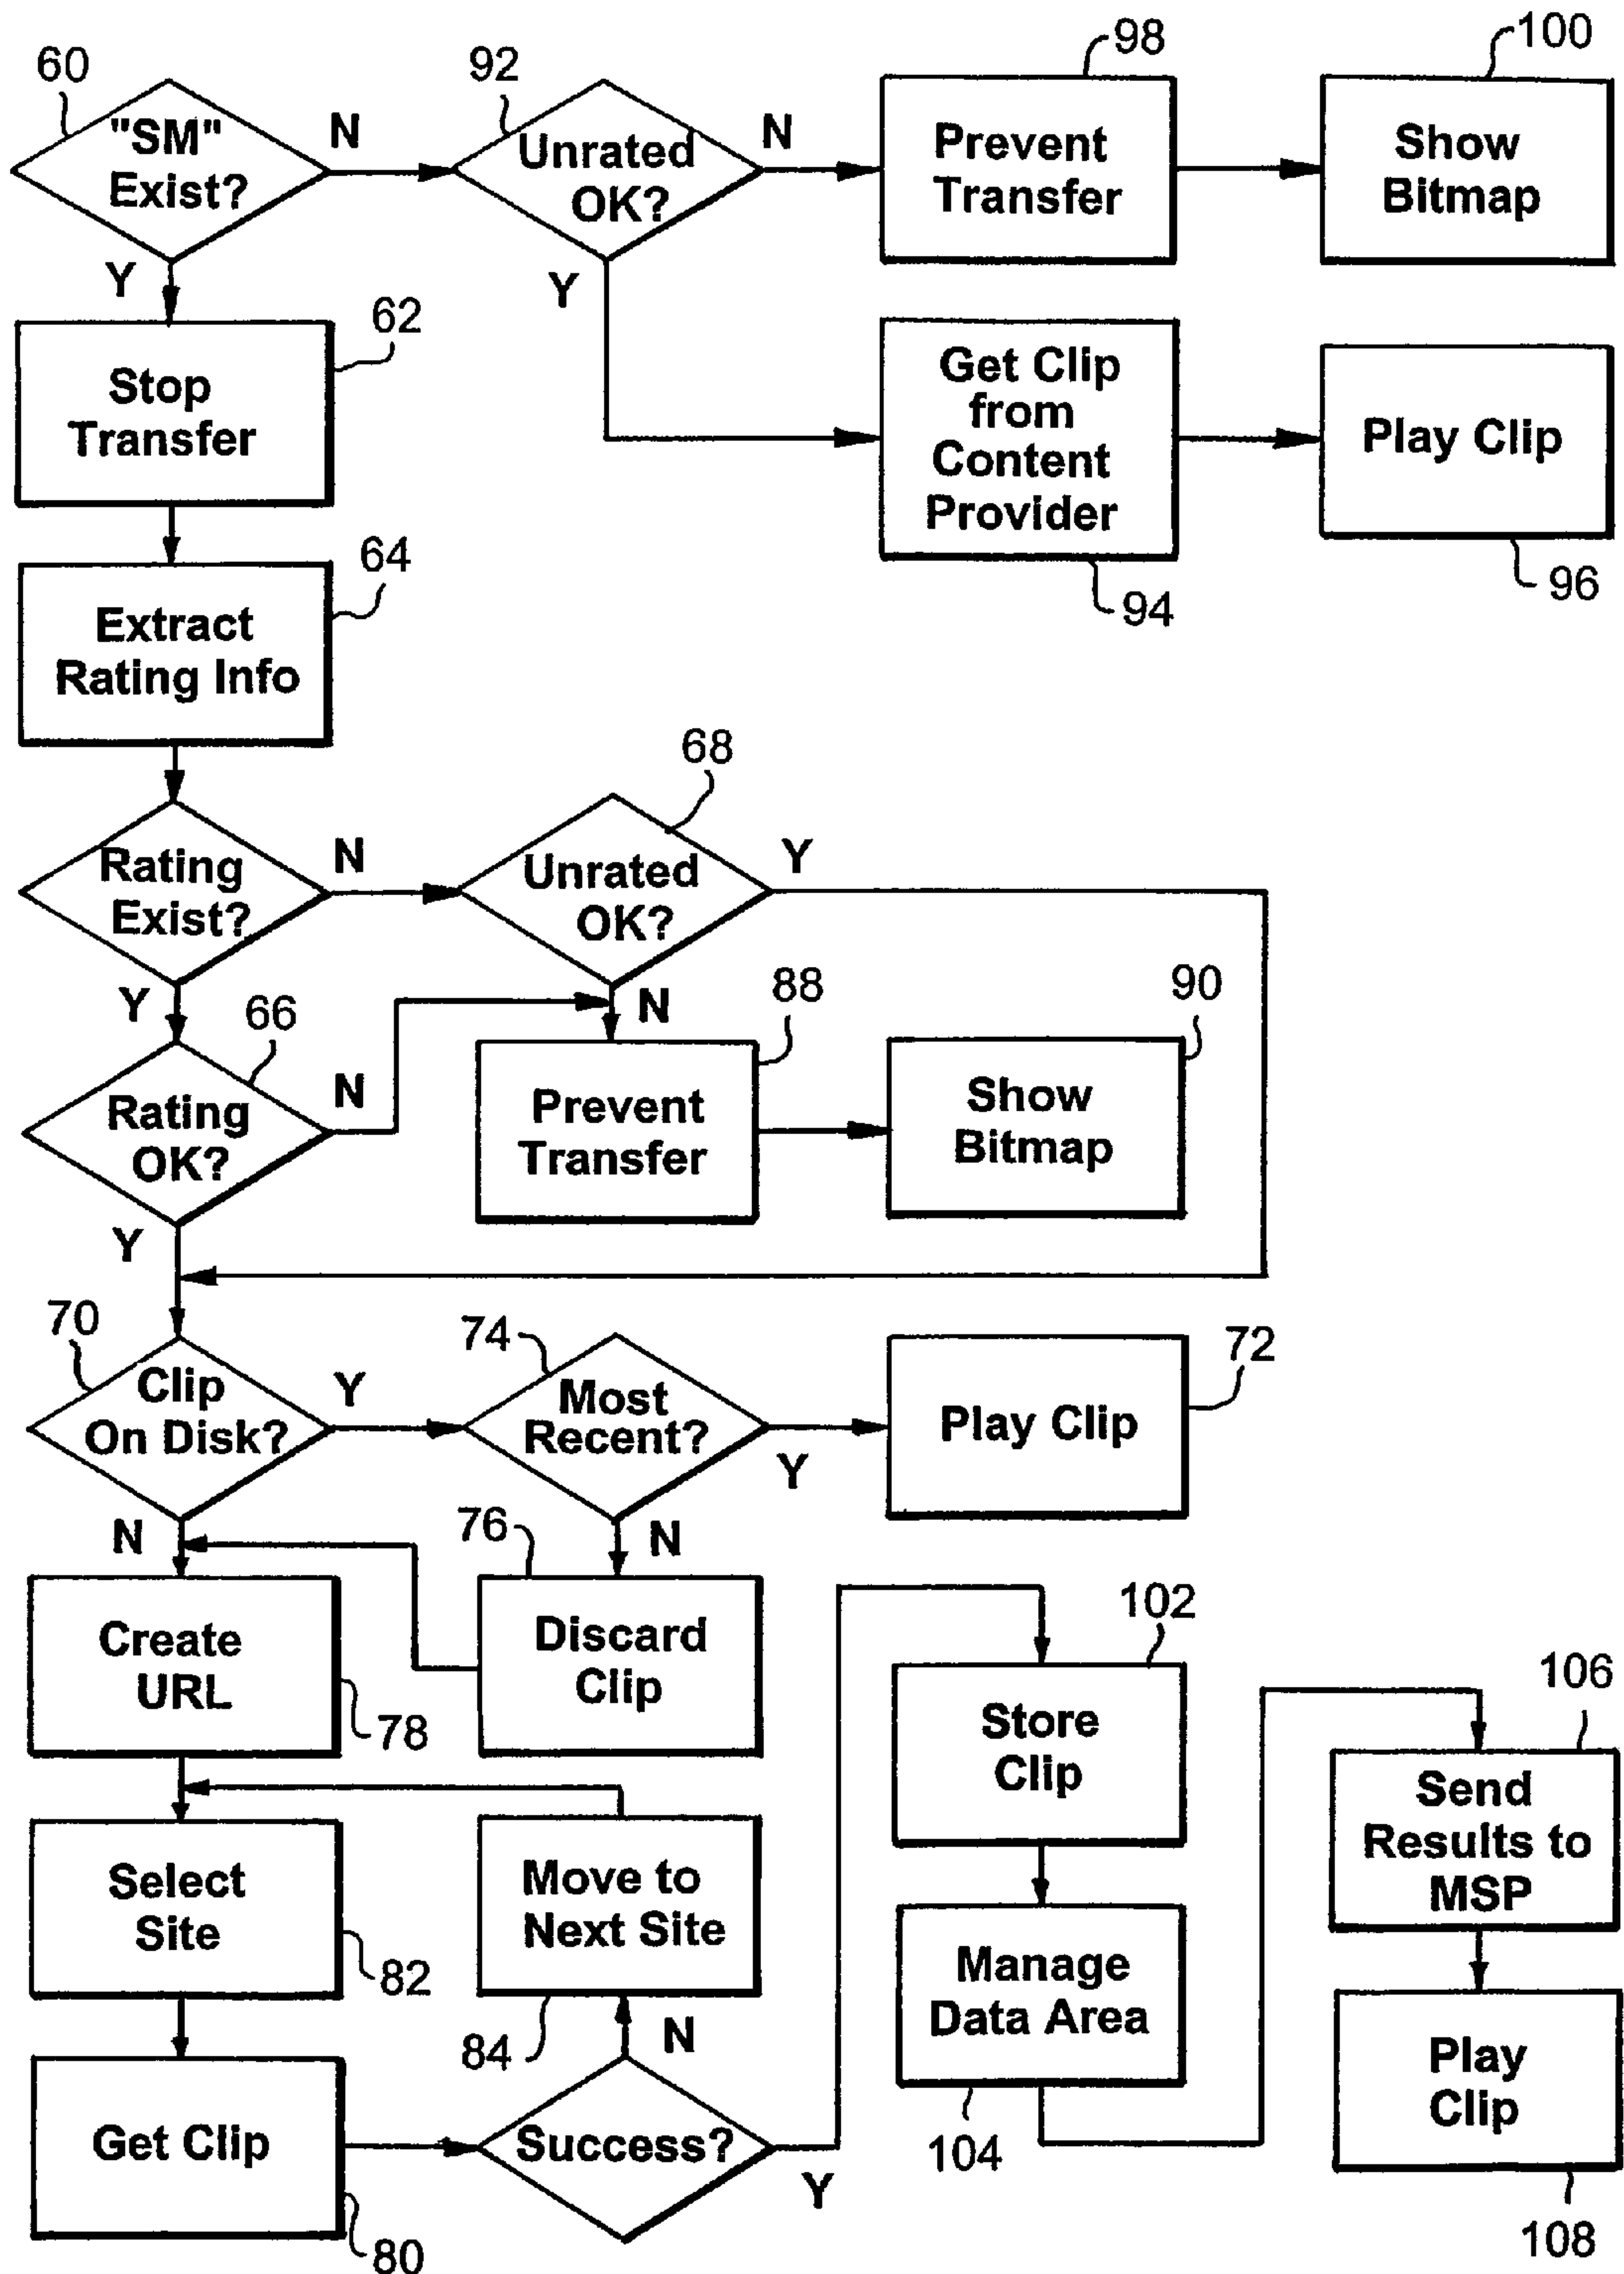 60
"SM"
Exist?
N
Y
92
Unrated
OK?
N
Y
98
Prevent
Transfer
100
Show
Bitmap
62
Stop
Transfer
Get Clip
from
Content
Provider
94
Play Clip
96
64
Extract
Rating Info
Rating
Exist?
N
Y
68
Unrated
OK?
Y
N
66
Rating
OK?
N
Y
88
Prevent
Transfer
90
Show
Bitmap
70
Clip
On Disk?
Y
N
74
Most
Recent?
Y
N
72
Play Clip
76
Discard
Clip
Create
URL
78
Select
Site
82
Move to
Next Site
84
Get Clip
80
Success?
N
Y
102
Store
Clip
Manage
Data Area
104
106
Send
Results to
MSP
Play
Clip
108